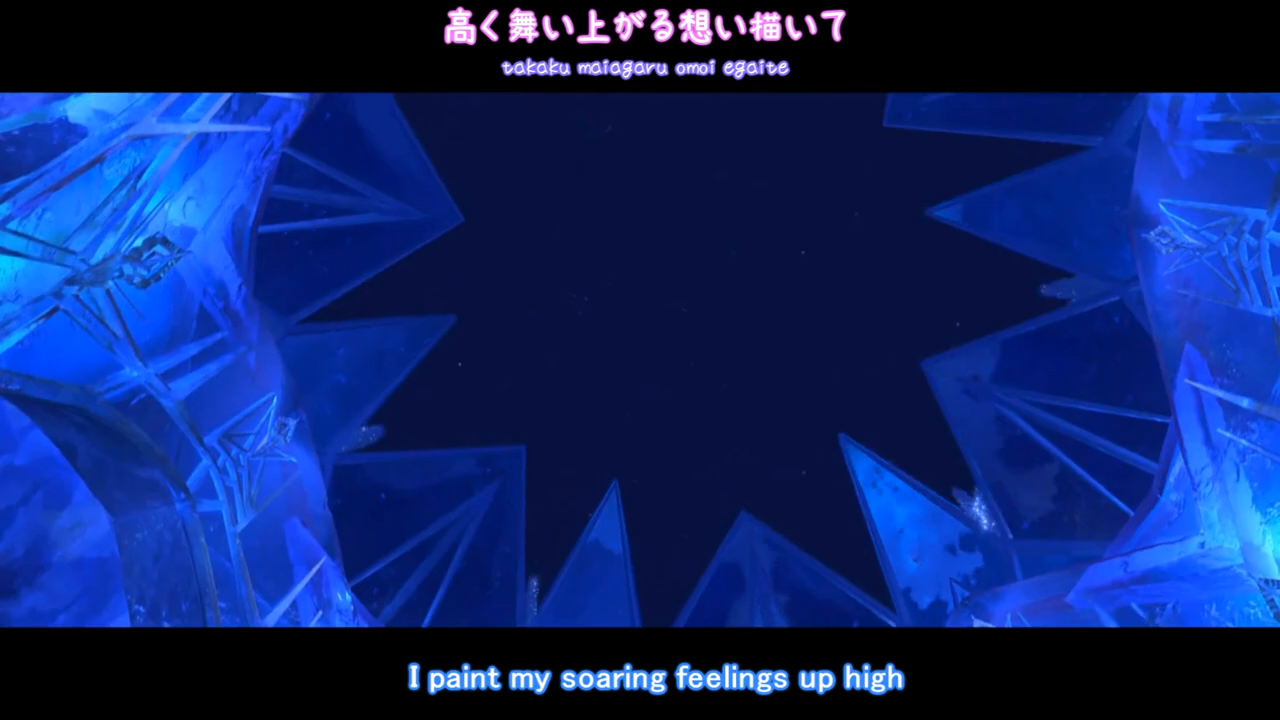 高く舞い上がる想い描いて
takaku maiagaru omoi egaite
I paint my soaring feelings up high